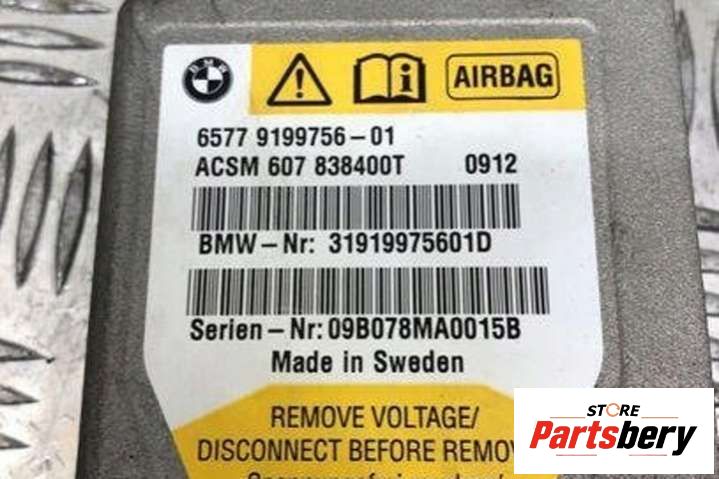 BMW
AIRBAG
6577 9199756-01
ACSM 607 838400T 0912
BMW-Nr: 31919975601D
Serien-Nr: 09B078MA0015B
Made in Sweden
REMOVE VOLTAGE/
DISCONNECT BEFORE REMOV
STORE
Partsbery